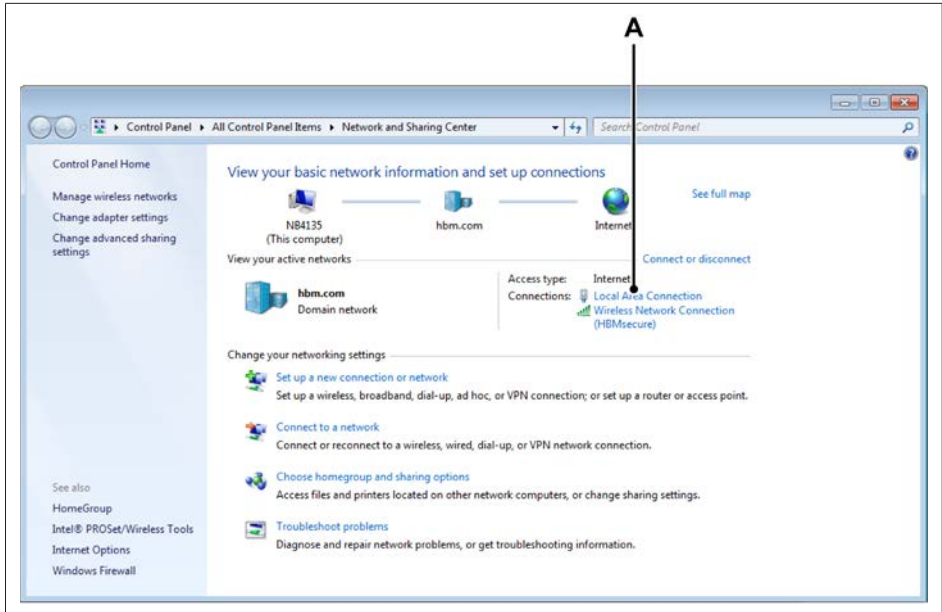 A
Control Panel ▸ All Control Panel Items ▸ Network and Sharing Center
Search Control Panel
Control Panel Home
Manage wireless networks
Change adapter settings
Change advanced sharing
settings
See also
HomeGroup
Intel® PROSet/Wireless Tools
Internet Options
Windows Firewall
View your basic network information and set up connections
See full map
NB4135
(This computer)
hbm.com
Internet
View your active networks
Connect or disconnect
hbm.com
Domain network
Access type: Internet
Connections: Local Area Connection
Wireless Network Connection
(HBMsecure)
Change your networking settings
Set up a new connection or network
Set up a wireless, broadband, dial-up, ad hoc, or VPN connection; or set up a router or access point.
Connect to a network
Connect or reconnect to a wireless, wired, dial-up, or VPN network connection.
Choose homegroup and sharing options
Access files and printers located on other network computers, or change sharing settings.
Troubleshoot problems
Diagnose and repair network problems, or get troubleshooting information.